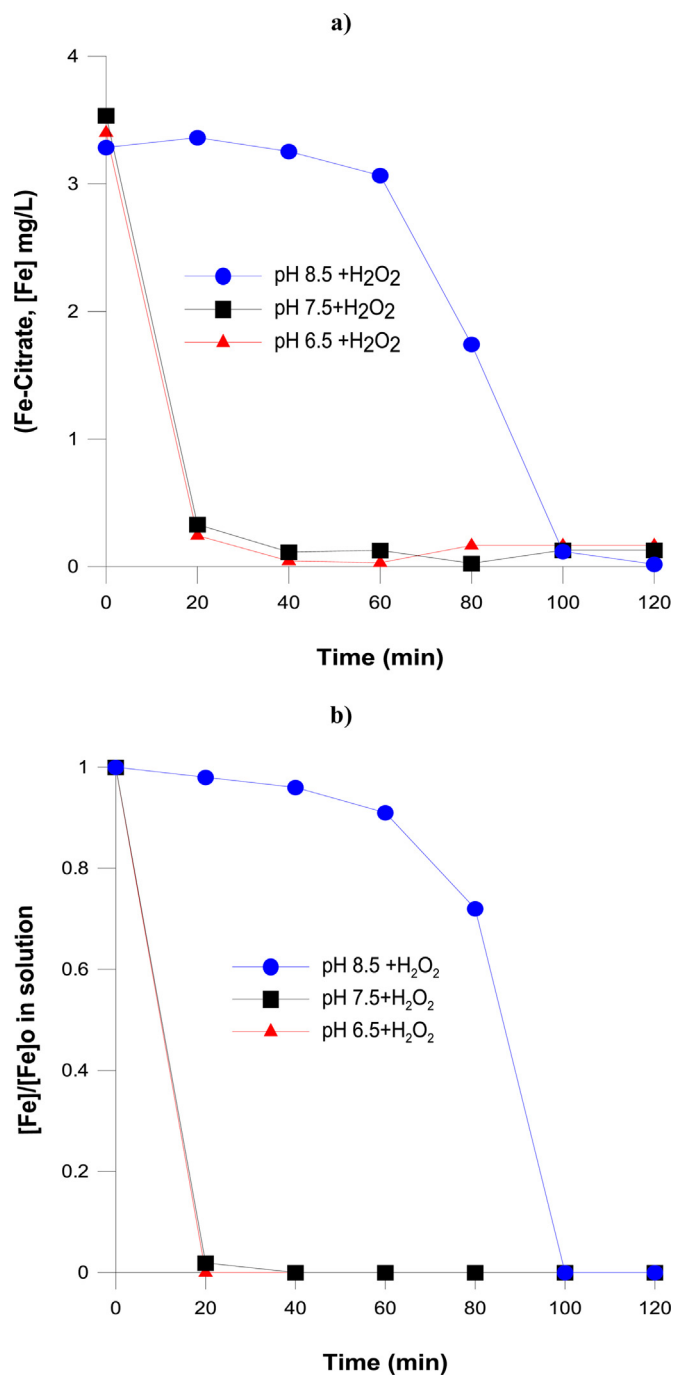 a)
4
3
2
1
0
(Fe-Citrate, [Fe] mg/L)
pH 8.5 +H2O2
pH 7.5+H2O2
pH 6.5 +H2O2
0 20 40 60 80 100 120
Time (min)
b)
1
0.8
0.6
0.4
0.2
0
[Fe]/[Fe]o in solution
pH 8.5 +H₂O₂
pH 7.5+H₂O₂
pH 6.5+H₂O₂
0 20 40 60 80 100 120
Time (min)